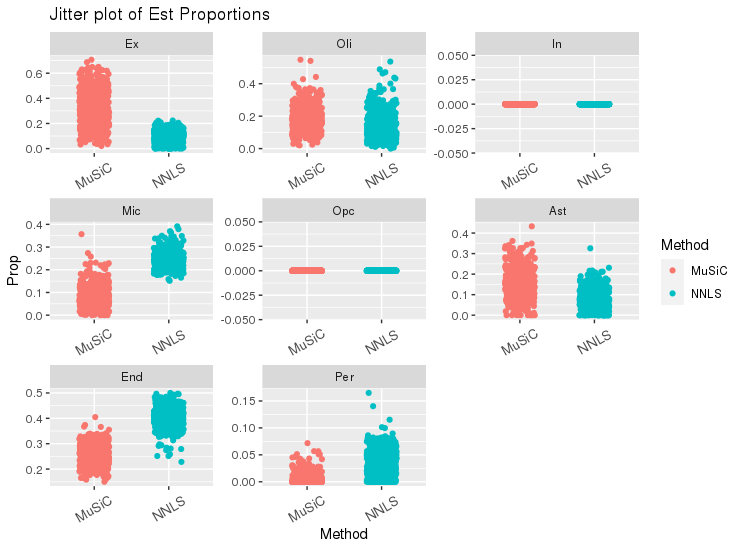 Jitter plot of Est Proportions
Ex
Oli
In
0.6
0.4
0.2
0.0
MuSiC
NNLS
0.4
0.2
0.0
MuSiC
NNLS
0.050
0.025
0.000
-0.025
-0.050
MuSiC
NNLS
Mic
Opc
Ast
0.4
0.3
0.2
0.1
0.0
MuSiC
NNLS
0.050
0.025
0.000
-0.025
-0.050
MuSiC
NNLS
0.4
0.3
0.2
0.1
0.0
MuSiC
NNLS
End
Per
0.5
0.4
0.3
0.2
MuSiC
NNLS
0.15
0.10
0.05
0.00
MuSiC
NNLS
Prop
Method
Method
MuSiC
NNLS